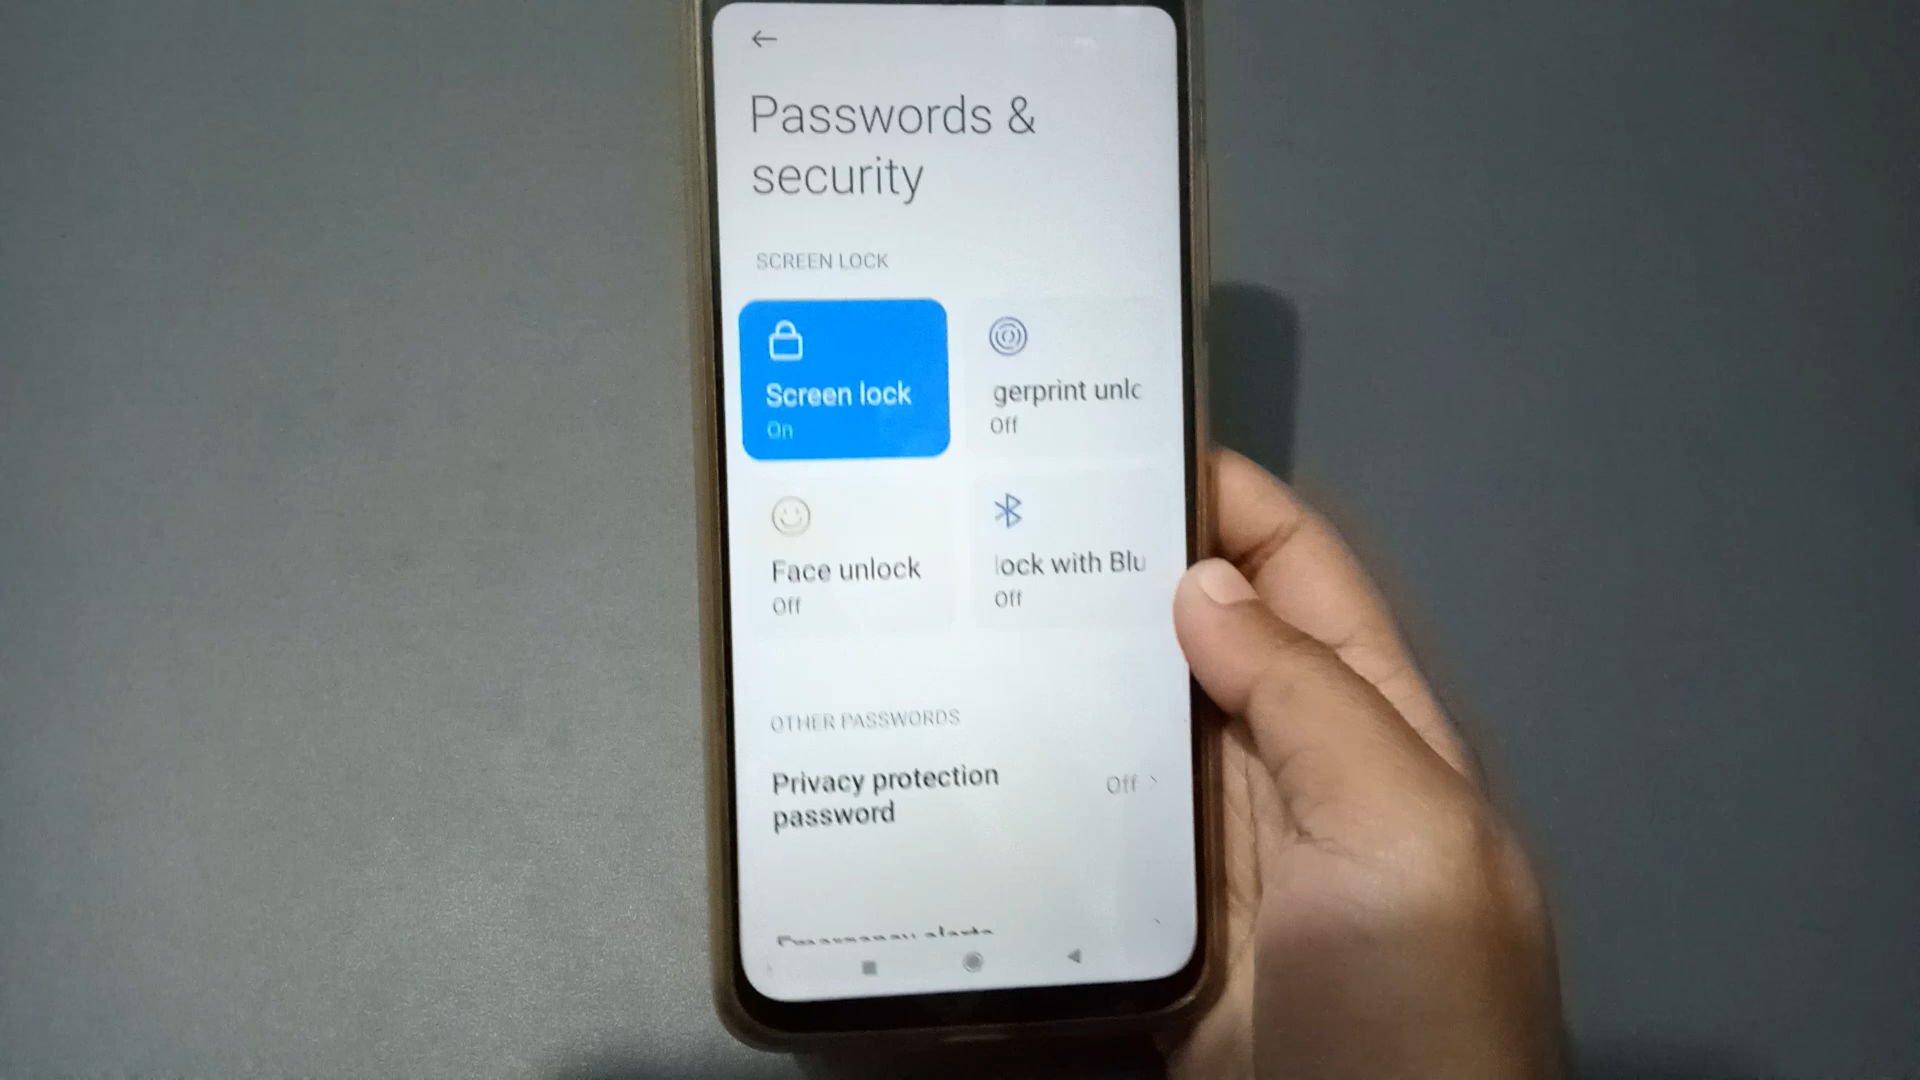 Passwords &
security
SCREEN LOCK
Screen lock
On
gerprint unlc
Off
Face unlock
Off
lock with Blu
Off
OTHER PASSWORDS
Privacy protection
password
Off